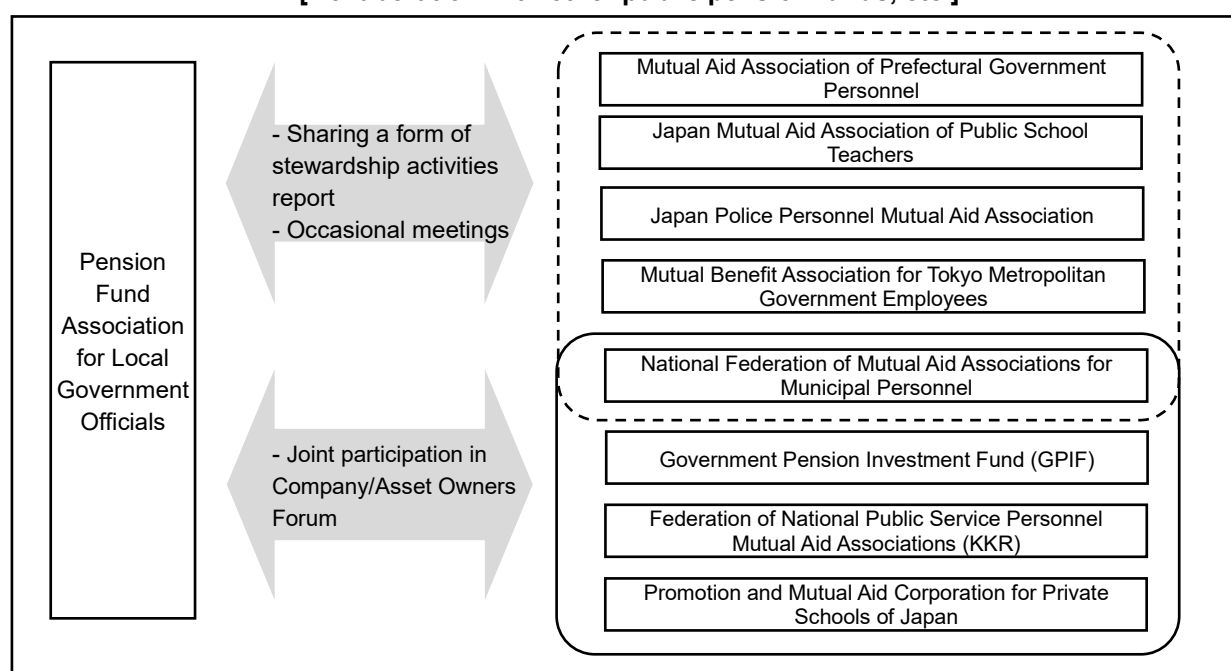 Pension
Fund
Association
for Local
Government
Officials
- Sharing a form of
stewardship activities
report
- Occasional meetings
- Joint participation in
Company/Asset Owners
Forum
Mutual Aid Association of Prefectural Government
Personnel
Japan Mutual Aid Association of Public School
Teachers
Japan Police Personnel Mutual Aid Association
Mutual Benefit Association for Tokyo Metropolitan
Government Employees
National Federation of Mutual Aid Associations for
Municipal Personnel
Government Pension Investment Fund (GPIF)
Federation of National Public Service Personnel
Mutual Aid Associations (KKR)
Promotion and Mutual Aid Corporation for Private
Schools of Japan